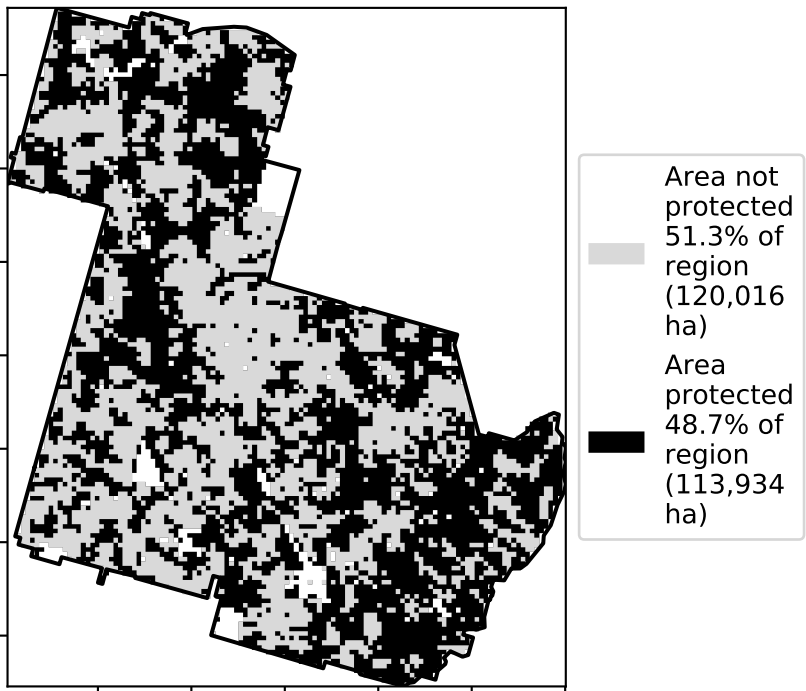 Area not
protected
51.3% of
region
(120,016
ha)
Area
protected
48.7% of
region
(113,934
ha)